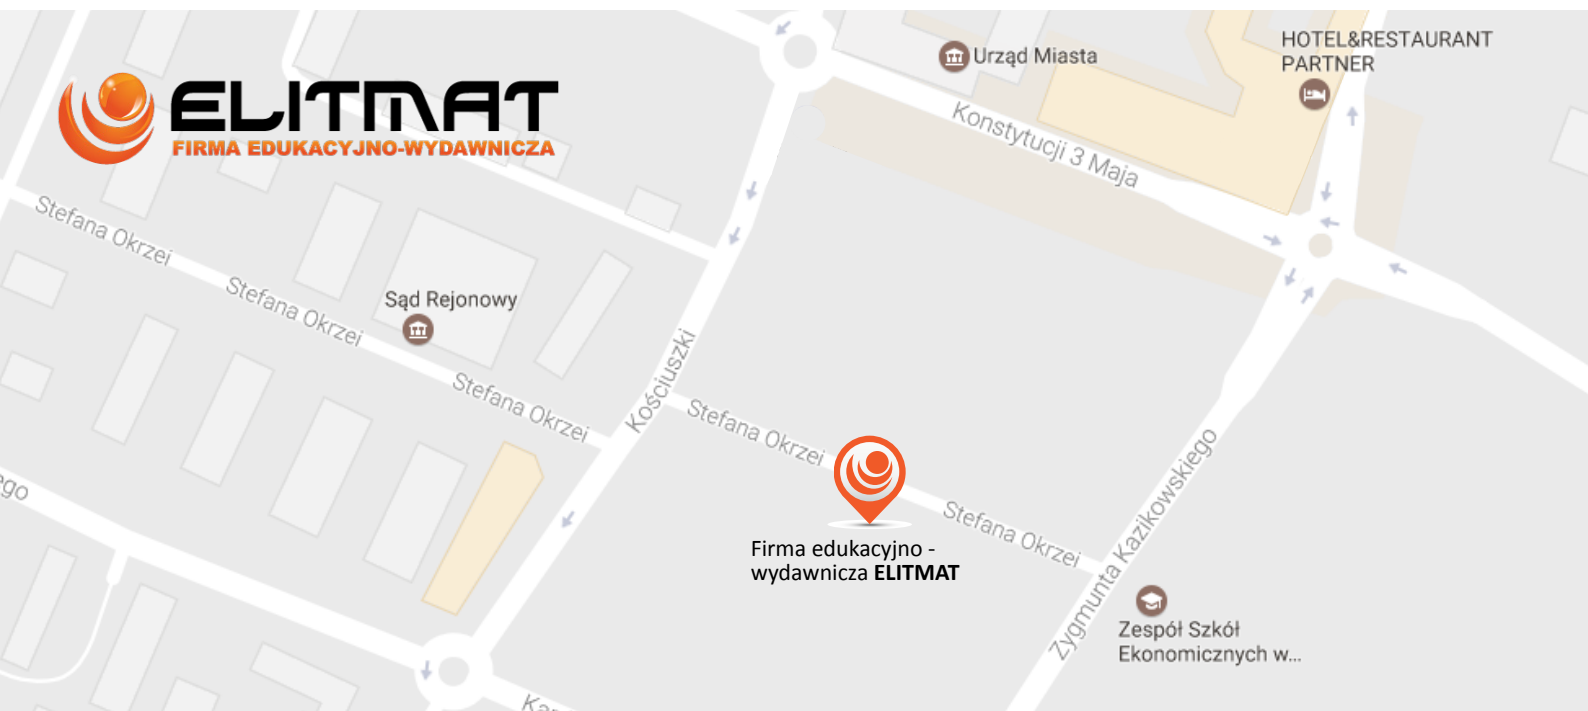 HOTEL&RESTAURANT
PARTNER
Urząd Miasta
ELITMAT
FIRMA EDUKACYJNO-WYDAWNICZA
Konstytucji 3 Maja
Stefana Okrzei
Stefana Okrzei
Sąd Rejonowy
Stefana Okrzei
Kościuszki
Stefana Okrzei
Zygmunta Kazikowskiego
Stefana Okrzei
Firma edukacyjno -
wydawnicza ELITMAT
Zespół Szkół
Ekonomicznych w...